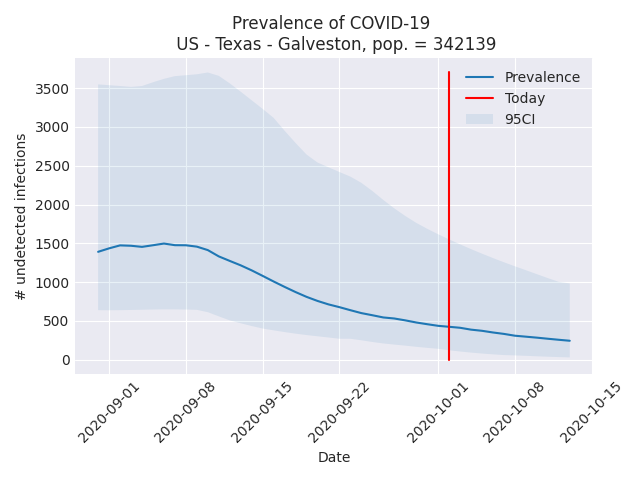 Prevalence of COVID-19
US - Texas - Galveston, pop. = 342139
# undetected infections
3500
3000
2500
2000
1500
1000
500
0
Prevalence
Today
95CI
2020-09-01
2020-09-08
2020-09-15
2020-09-22
2020-10-01
2020-10-08
2020-10-15
Date